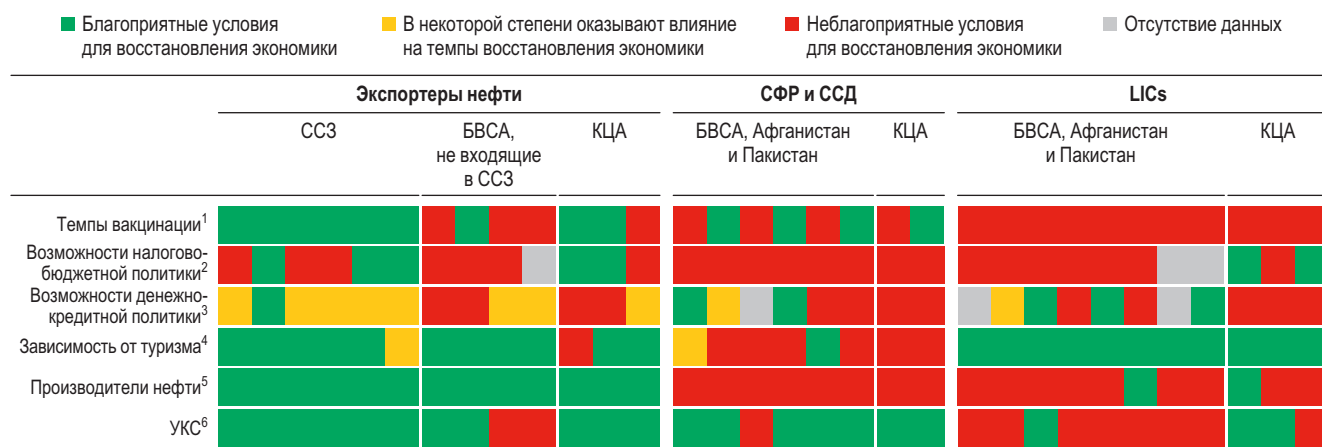 Благоприятные условия
для восстановления экономики
В некоторой степени оказывают влияние
на темпы восстановления экономики
Неблагоприятные условия
для восстановления экономики
Отсутствие данных
Экспортеры нефти
СФР и ССД
LICs
ССЗ
БВСА,
не входящие
в ССЗ
КЦА
БВСА, Афганистан
и Пакистан
КЦА
БВСА, Афганистан
и Пакистан
КЦА
Темпы вакцинации1
Возможности налогово-
бюджетной политики2
Возможности денежно-
кредитной политики3
Зависимость от туризма4
Производители нефти5
УКС6